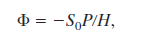 Φ = −S₀P/H,